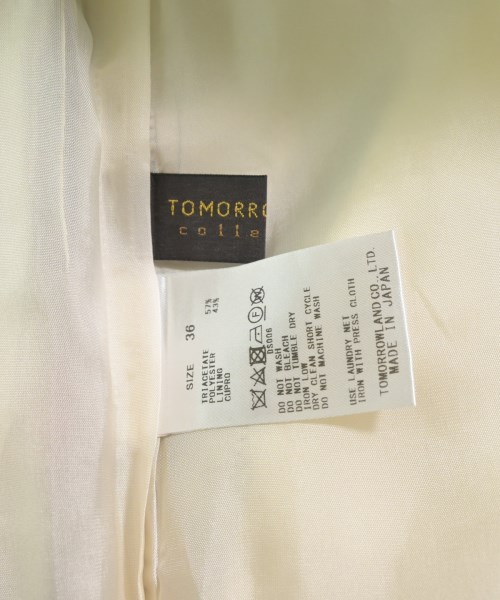 TOMORRO
colle
SIZE 36
TRIACETATE 57%
POLYESTER 43%
LINING
CUPRO
DS006
DO NOT WASH
DO NOT BLEACH
DO NOT TUMBLE DRY
IRON LOW
DRY CLEAN SHORT CYCLE
DO NOT MACHINE WASH
USE LAUNDRY NET
IRON WITH PRESS CLOTH
TOMORROWLAND CO., LTD.
MADE IN JAPAN